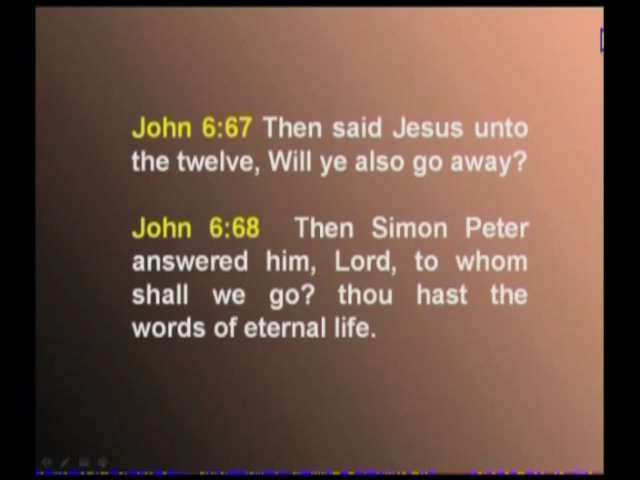 John 6:67 Then said Jesus unto
the twelve, Will ye also go away?
John 6:68 Then Simon Peter
answered him, Lord, to whom
shall we go? thou hast the
words of eternal life.